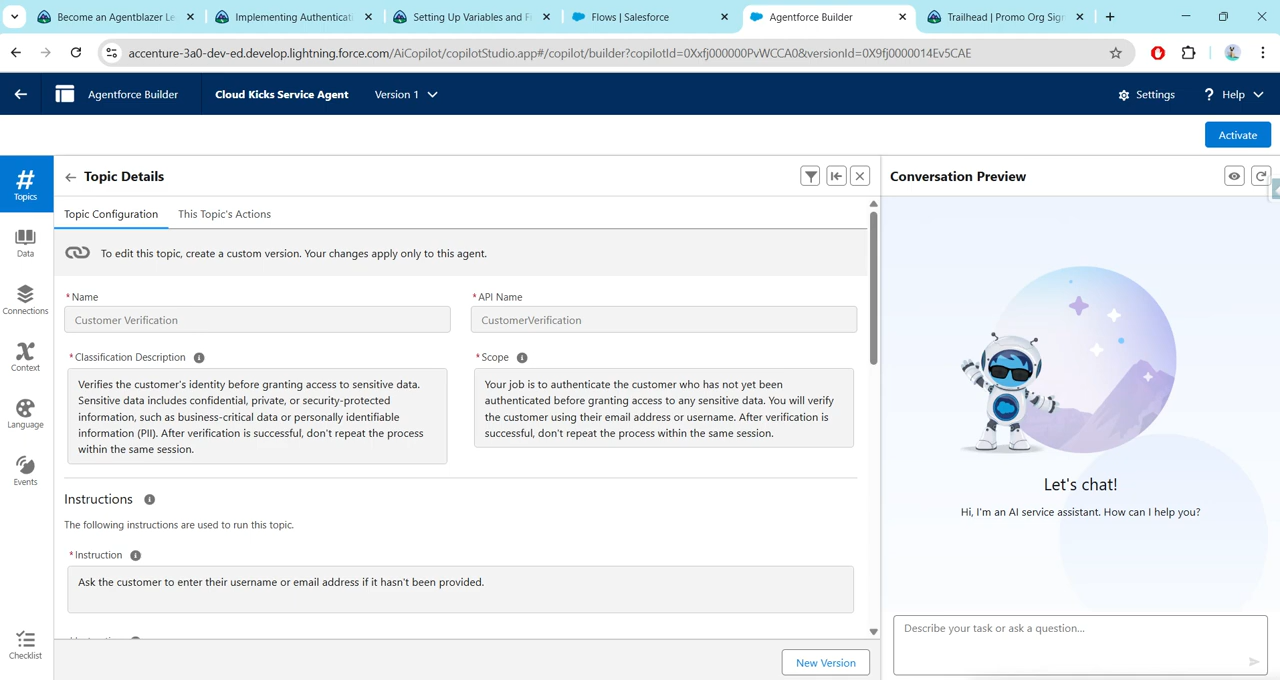 Become an Agentblazer Le
Implementing Authenticati
Setting Up Variables and F
Flows | Salesforce
Agentforce Builder
Trailhead | Promo Org Sig
accenture-3a0-dev-ed.develop.lightning.force.com/AiCopilot/copilotStudio.app#/copilot/builder?copilotId=0Xxfj000000PvWCCA0&versionId=0X9fj0000014Ev5CAE
Agentforce Builder
Cloud Kicks Service Agent
Version 1
Settings
? Help
Activate
Topics
Data
Connections
Context
Language
Events
Checklist
Topic Details
Topic Configuration
This Topic's Actions
To edit this topic, create a custom version. Your changes apply only to this agent.
* Name
* API Name
Customer Verification
CustomerVerification
* Classification Description
* Scope
Verifies the customer's identity before granting access to sensitive data.
Sensitive data includes confidential, private, or security-protected
information, such as business-critical data or personally identifiable
information (PII). After verification is successful, don't repeat the process
within the same session.
Your job is to authenticate the customer who has not yet been
authenticated before granting access to any sensitive data. You will verify
the customer using their email address or username. After verification is
successful, don't repeat the process within the same session.
Instructions
The following instructions are used to run this topic.
* Instruction
Ask the customer to enter their username or email address if it hasn't been provided.
New Version
Conversation Preview
Let's chat!
Hi, I'm an AI service assistant. How can I help you?
Describe your task or ask a question...